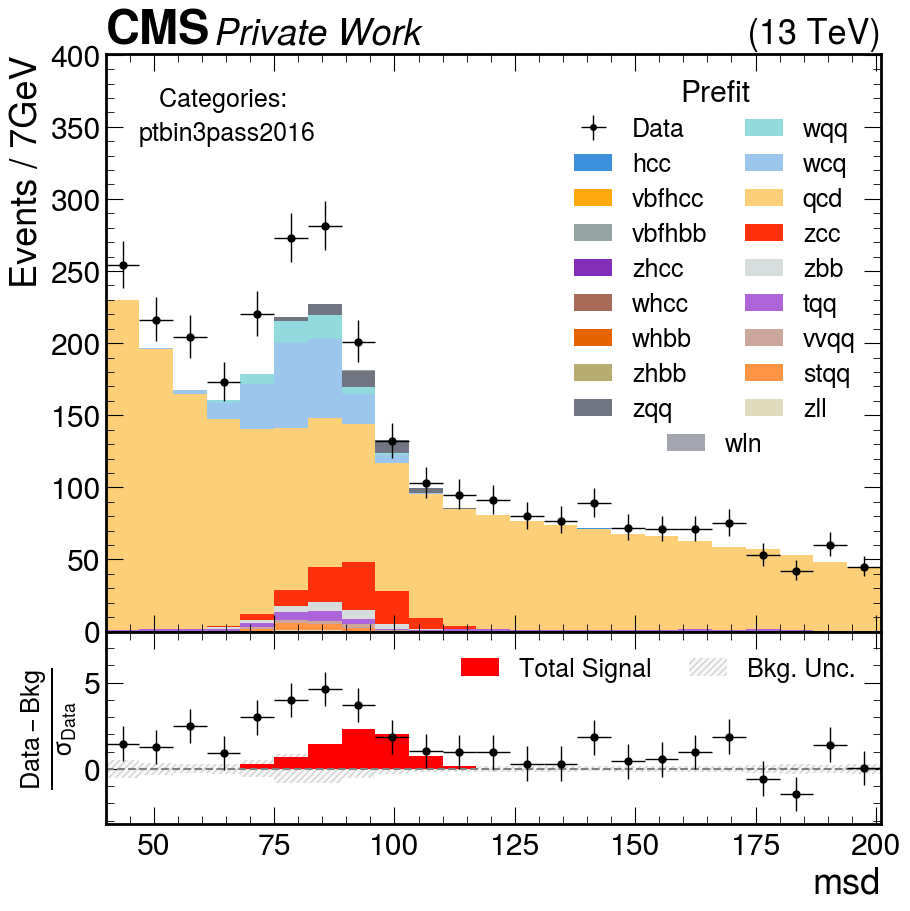 CMS Private Work (13 TeV)
Events / 7GeV
400
350
300
250
200
150
100
50
0
Categories:
ptbin3pass2016
Prefit
Data wqq
hcc wcq
vbfhcc qcd
vbfhbb zcc
zhcc zbb
whcc tqq
whbb vvqq
zhbb stqq
zqq zll
wln
Data – Bkg
σData
5
0
Total Signal Bkg. Unc.
50 75 100 125 150 175 200
msd